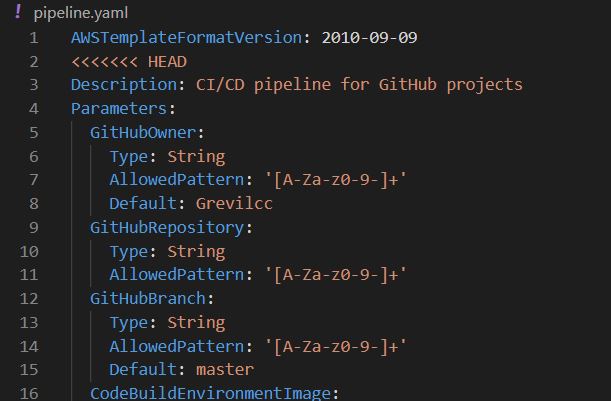 ! pipeline.yaml
1 AWSTemplateFormatVersion: 2010-09-09
2 <<<<<<< HEAD
3 Description: CI/CD pipeline for GitHub projects
4 Parameters:
5 GitHubOwner:
6 Type: String
7 AllowedPattern: '[A-Za-z0-9-]+'
8 Default: Grevilcc
9 GitHubRepository:
10 Type: String
11 AllowedPattern: '[A-Za-z0-9-]+'
12 GitHubBranch:
13 Type: String
14 AllowedPattern: '[A-Za-z0-9-]+'
15 Default: master
16 CodeBuildEnvironmentImage: